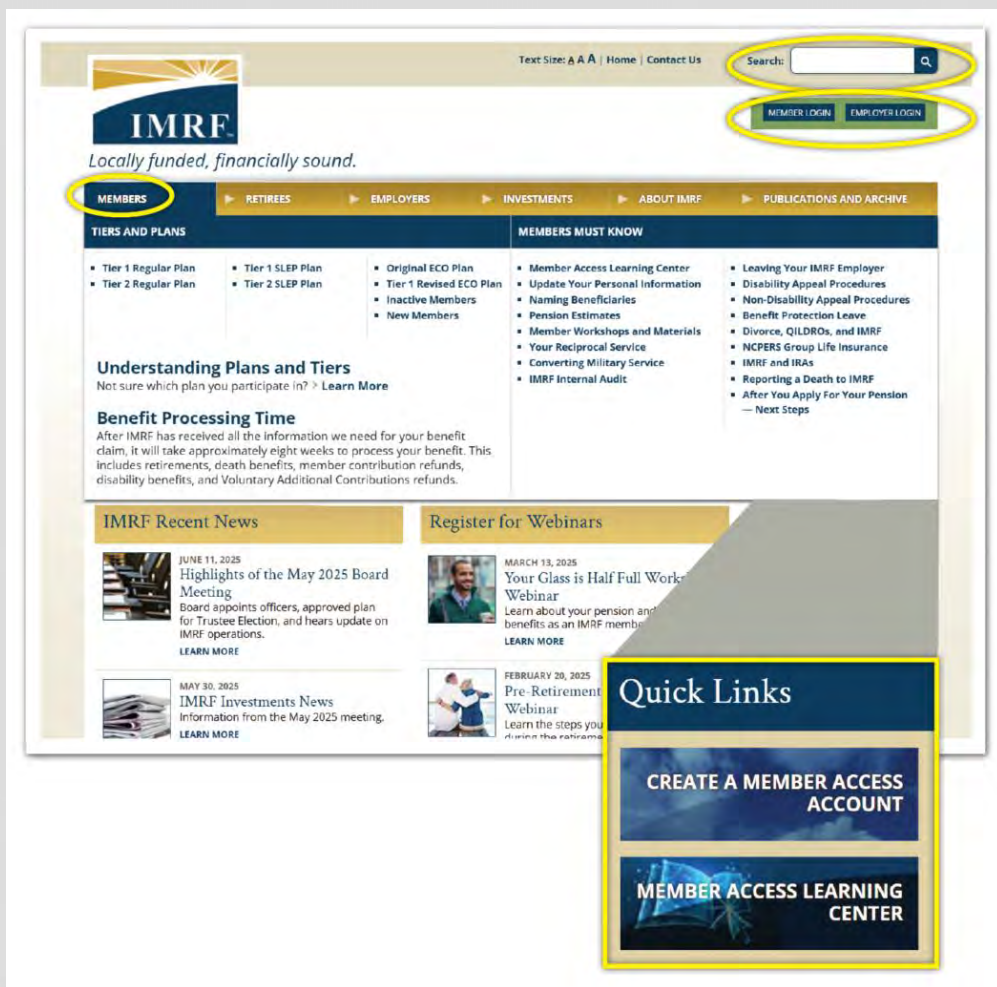 Text Size: A A A | Home | Contact Us
Search:
MEMBER LOGIN EMPLOYER LOGIN
IMRF
Locally funded, financially sound.
MEMBERS RETIREES EMPLOYERS INVESTMENTS ABOUT IMRF PUBLICATIONS AND ARCHIVE
TIERS AND PLANS
Tier 1 Regular Plan
Tier 2 Regular Plan
Tier 1 SLEP Plan
Tier 2 SLEP Plan
Original ECO Plan
Tier 1 Revised ECO Plan
Inactive Members
New Members
Understanding Plans and Tiers
Not sure which plan you participate in? > Learn More
Benefit Processing Time
After IMRF has received all the information we need for your benefit
claim, it will take approximately eight weeks to process your benefit. This
includes retirements, death benefits, member contribution refunds,
disability benefits, and Voluntary Additional Contributions refunds.
MEMBERS MUST KNOW
Member Access Learning Center
Update Your Personal Information
Naming Beneficiaries
Pension Estimates
Member Workshops and Materials
Your Reciprocal Service
Converting Military Service
IMRF Internal Audit
Leaving Your IMRF Employer
Disability Appeal Procedures
Non-Disability Appeal Procedures
Benefit Protection Leave
Divorce, QILDROs, and IMRF
NCPERS Group Life Insurance
IMRF and IRAs
Reporting a Death to IMRF
After You Apply For Your Pension
— Next Steps
IMRF Recent News
JUNE 11, 2025
Highlights of the May 2025 Board
Meeting
Board appoints officers, approved plan
for Trustee Election, and hears update on
IMRF operations.
LEARN MORE
MAY 30, 2025
IMRF Investments News
Information from the May 2025 meeting.
LEARN MORE
Register for Webinars
MARCH 13, 2025
Your Glass is Half Full Works
Webinar
Learn about your pension and
benefits as an IMRF membe
LEARN MORE
FEBRUARY 20, 2025
Pre-Retirement
Webinar
Learn the steps you
during the retireme
Quick Links
CREATE A MEMBER ACCESS
ACCOUNT
MEMBER ACCESS LEARNING
CENTER